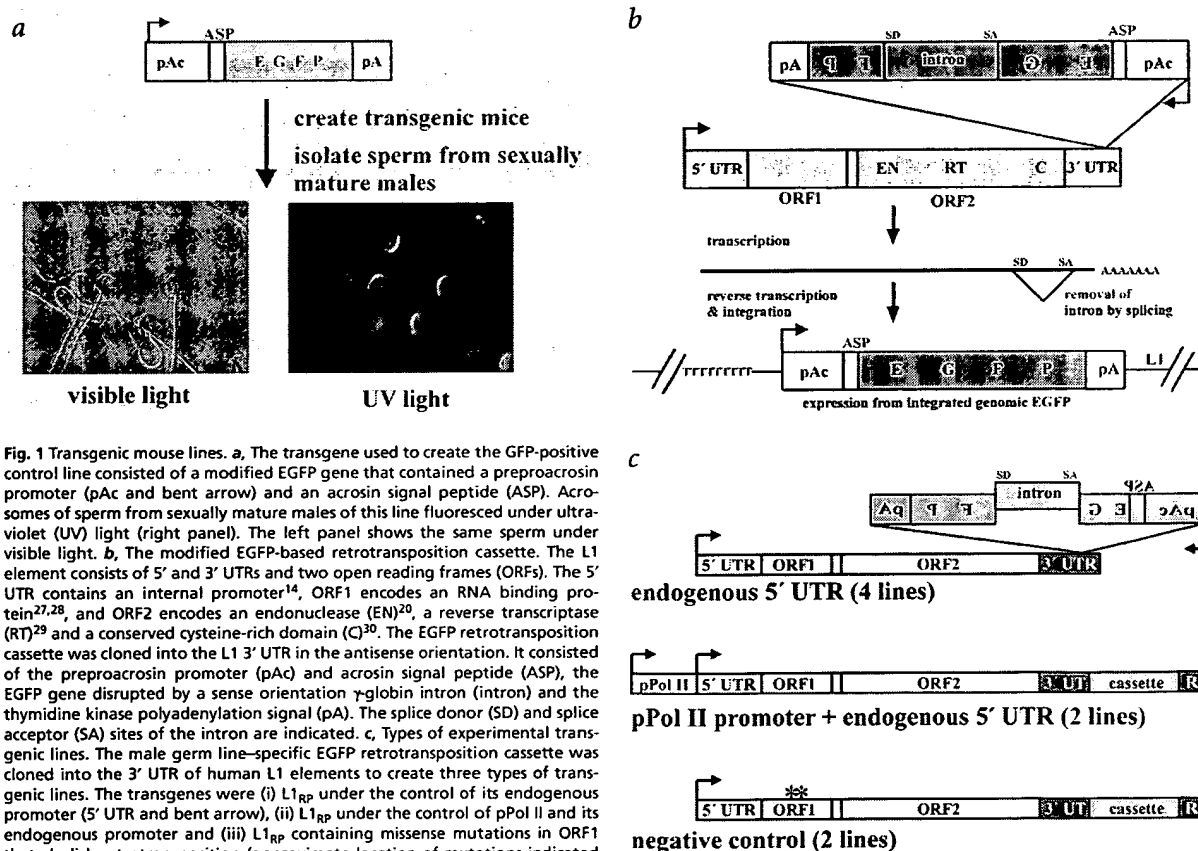 a
ASP
pAc
E G F P
pA
create transgenic mice
isolate sperm from sexually
mature males
visible light
UV light
Fig. 1 Transgenic mouse lines. a, The transgene used to create the GFP-positive
control line consisted of a modified EGFP gene that contained a preproacrosin
promoter (pAc and bent arrow) and an acrosin signal peptide (ASP). Acro-
somes of sperm from sexually mature males of this line fluoresced under ultra-
violet (UV) light (right panel). The left panel shows the same sperm under
visible light. b, The modified EGFP-based retrotransposition cassette. The L1
element consists of 5′ and 3′ UTRs and two open reading frames (ORFs). The 5′
UTR contains an internal promoter14, ORF1 encodes an RNA binding pro-
tein27,28, and ORF2 encodes an endonuclease (EN)20, a reverse transcriptase
(RT)29 and a conserved cysteine-rich domain (C)30. The EGFP retrotransposition
cassette was cloned into the L1 3′ UTR in the antisense orientation. It consisted
of the preproacrosin promoter (pAc) and acrosin signal peptide (ASP), the
EGFP gene disrupted by a sense orientation γ-globin intron (intron) and the
thymidine kinase polyadenylation signal (pA). The splice donor (SD) and splice
acceptor (SA) sites of the intron are indicated. c, Types of experimental trans-
genic lines. The male germ line–specific EGFP retrotransposition cassette was
cloned into the 3′ UTR of human L1 elements to create three types of trans-
genic lines. The transgenes were (i) L1RP under the control of its endogenous
promoter (5′ UTR and bent arrow), (ii) L1RP under the control of pPol II and its
endogenous promoter and (iii) L1RP containing missense mutations in ORF1
b
SD SA ASP
pA P F intron G E pAc
5′ UTR EN RT C 3′ UTR
ORF1 ORF2
transcription
SD SA
AAAAAAA
reverse transcription
& integration
removal of
intron by splicing
ASP
TTTTTTTTT pAc E G F P pA L1
expression from integrated genomic EGFP
c
SD SA
intron
ASP
pA P F G E pAc
5′ UTR ORF1 ORF2 3′ UTR
endogenous 5′ UTR (4 lines)
pPol II 5′ UTR ORF1 ORF2 3′ UT cassette R
pPol II promoter + endogenous 5′ UTR (2 lines)
**
5′ UTR ORF1 ORF2 3′ UT cassette R
negative control (2 lines)